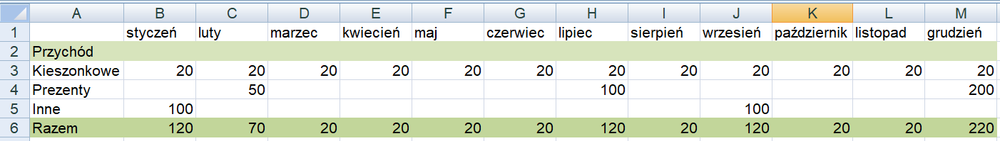 A B C D E F G H I J K L M
1 styczeń luty marzec kwiecień maj czerwiec lipiec sierpień wrzesień październik listopad grudzień
2 Przychód
3 Kieszonkowe 20 20 20 20 20 20 20 20 20 20 20 20
4 Prezenty 50 100 200
5 Inne 100 100
6 Razem 120 70 20 20 20 20 120 20 120 20 20 220